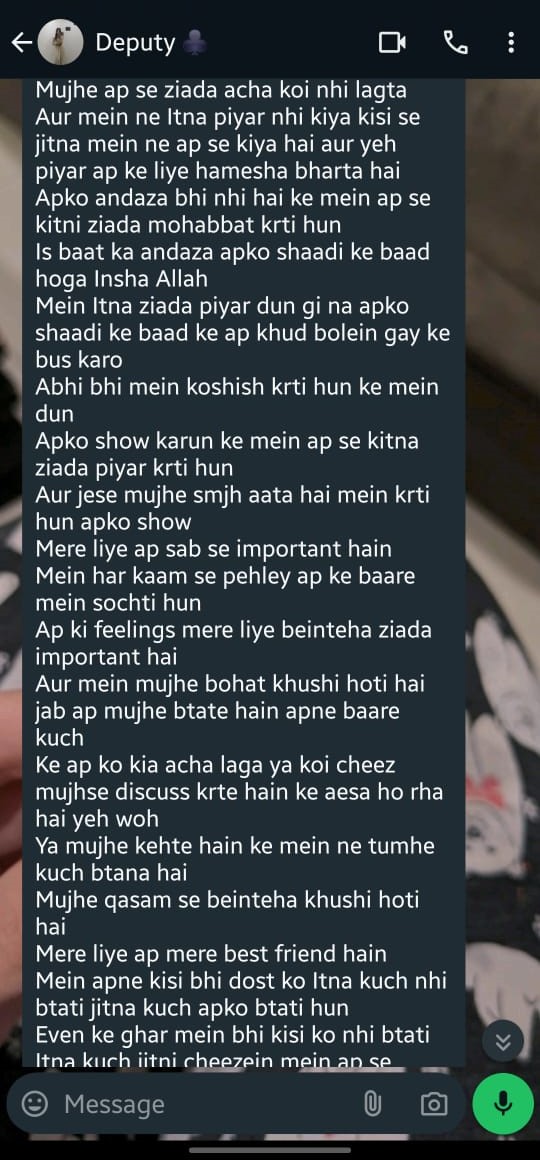 Deputy ♣
Mujhe ap se ziada acha koi nhi lagta
Aur mein ne Itna piyar nhi kiya kisi se
jitna mein ne ap se kiya hai aur yeh
piyar ap ke liye hamesha bharta hai
Apko andaza bhi nhi hai ke mein ap se
kitni ziada mohabbat krti hun
Is baat ka andaza apko shaadi ke baad
hoga Insha Allah
Mein Itna ziada piyar dun gi na apko
shaadi ke baad ke ap khud bolein gay ke
bus karo
Abhi bhi mein koshish krti hun ke mein
dun
Apko show karun ke mein ap se kitna
ziada piyar krti hun
Aur jese mujhe smjh aata hai mein krti
hun apko show
Mere liye ap sab se important hain
Mein har kaam se pehley ap ke baare
mein sochti hun
Ap ki feelings mere liye beinteha ziada
important hai
Aur mein mujhe bohat khushi hoti hai
jab ap mujhe btate hain apne baare
kuch
Ke ap ko kia acha laga ya koi cheez
mujhse discuss krte hain ke aesa ho rha
hai yeh woh
Ya mujhe kehte hain ke mein ne tumhe
kuch btana hai
Mujhe qasam se beinteha khushi hoti
hai
Mere liye ap mere best friend hain
Mein apne kisi bhi dost ko Itna kuch nhi
btati jitna kuch apko btati hun
Even ke ghar mein bhi kisi ko nhi btati
Itna kuch jitni cheezein mein ap se
Message